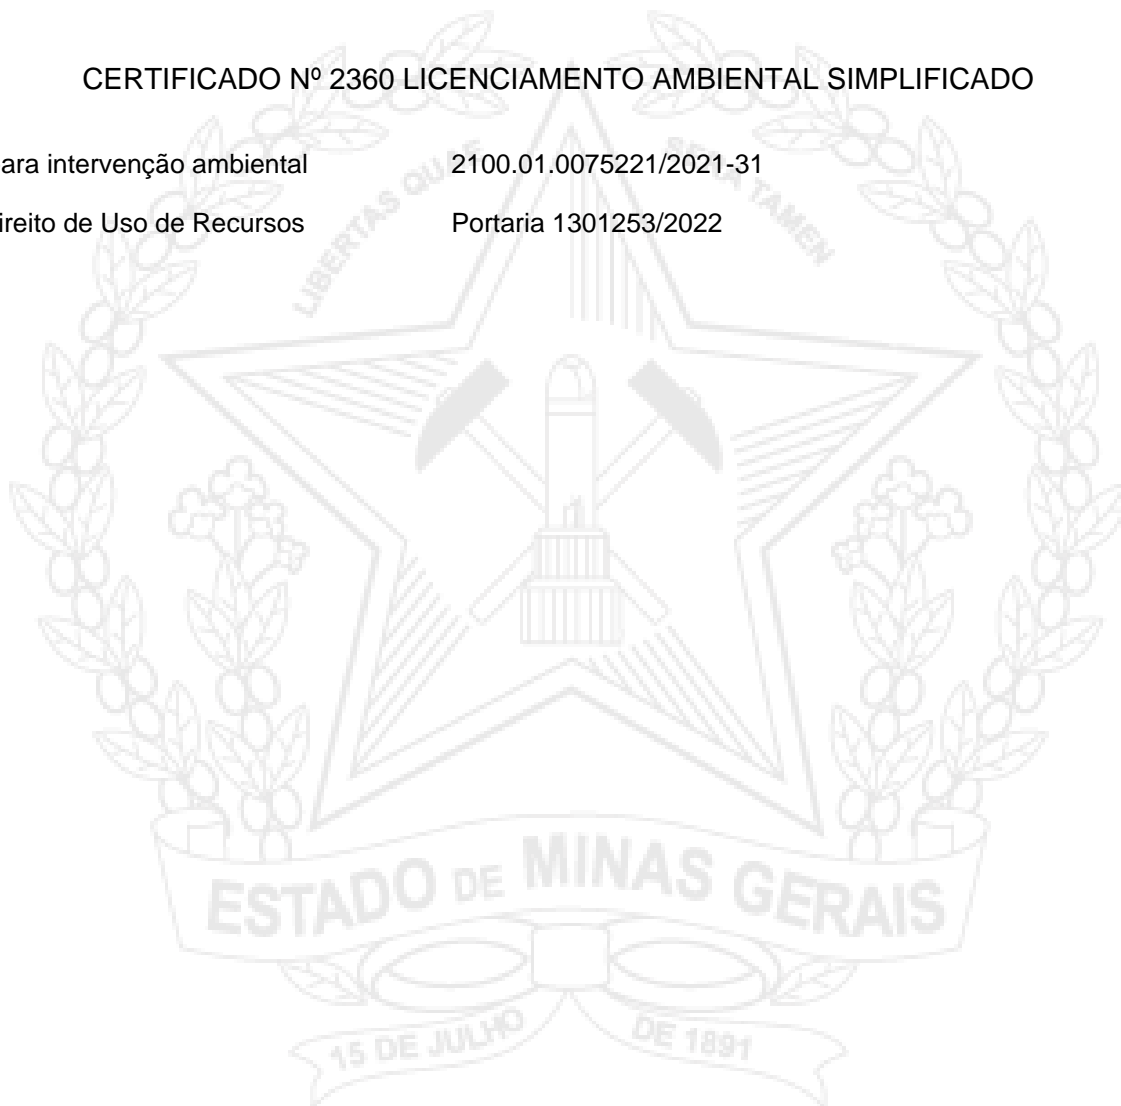 CERTIFICADO Nº 2360 LICENCIAMENTO AMBIENTAL SIMPLIFICADO
ara intervenção ambiental 2100.01.0075221/2021-31
ireito de Uso de Recursos Portaria 1301253/2022
LIBERTAS QUAE SERA TAMEN
ESTADO DE MINAS GERAIS
15 DE JULHO DE 1891